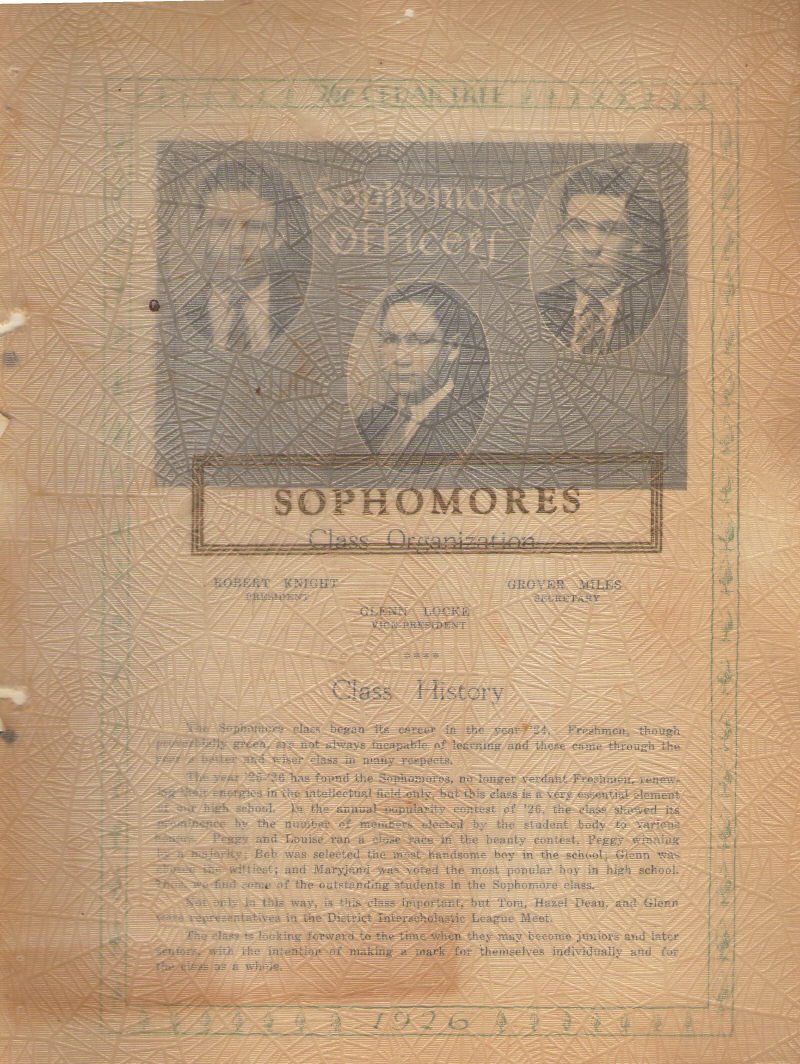 The CEDAR TREE
Sophomore
Officers
SOPHOMORES
Class Organization
ROBERT KNIGHT
PRESIDENT
GROVER MILES
SECRETARY
GLENN LOCKE
VICE-PRESIDENT
****
Class History
The Sophomore class began its career in the year '24. Freshmen, though
proverbially green, are not always incapable of learning and these came through the
year a better and wiser class in many respects.
The year '25-'26 has found the Sophomores, no longer verdant Freshmen, renew-
ing their energies in the intellectual field only, but this class is a very essential element
of our high school. In the annual popularity contest of '26, the class showed its
prominence by the number of members elected by the student body to various
honors. Peggy and Louise ran a close race in the beauty contest, Peggy winning
by a majority; Bob was selected the most handsome boy in the school; Glenn was
chosen the wittiest; and Maryland was voted the most popular boy in high school.
Thus, we find some of the outstanding students in the Sophomore class.
Not only in this way, is this class important, but Tom, Hazel Dean, and Glenn
were representatives in the District Interscholastic League Meet.
The class is looking forward to the time when they may become juniors and later
seniors, with the intention of making a mark for themselves individually and for
the class as a whole.
1926